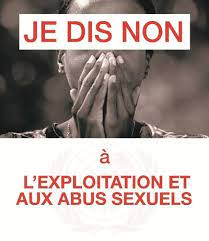 JE DIS NON
à
L'EXPLOITATION ET
AUX ABUS SEXUELS